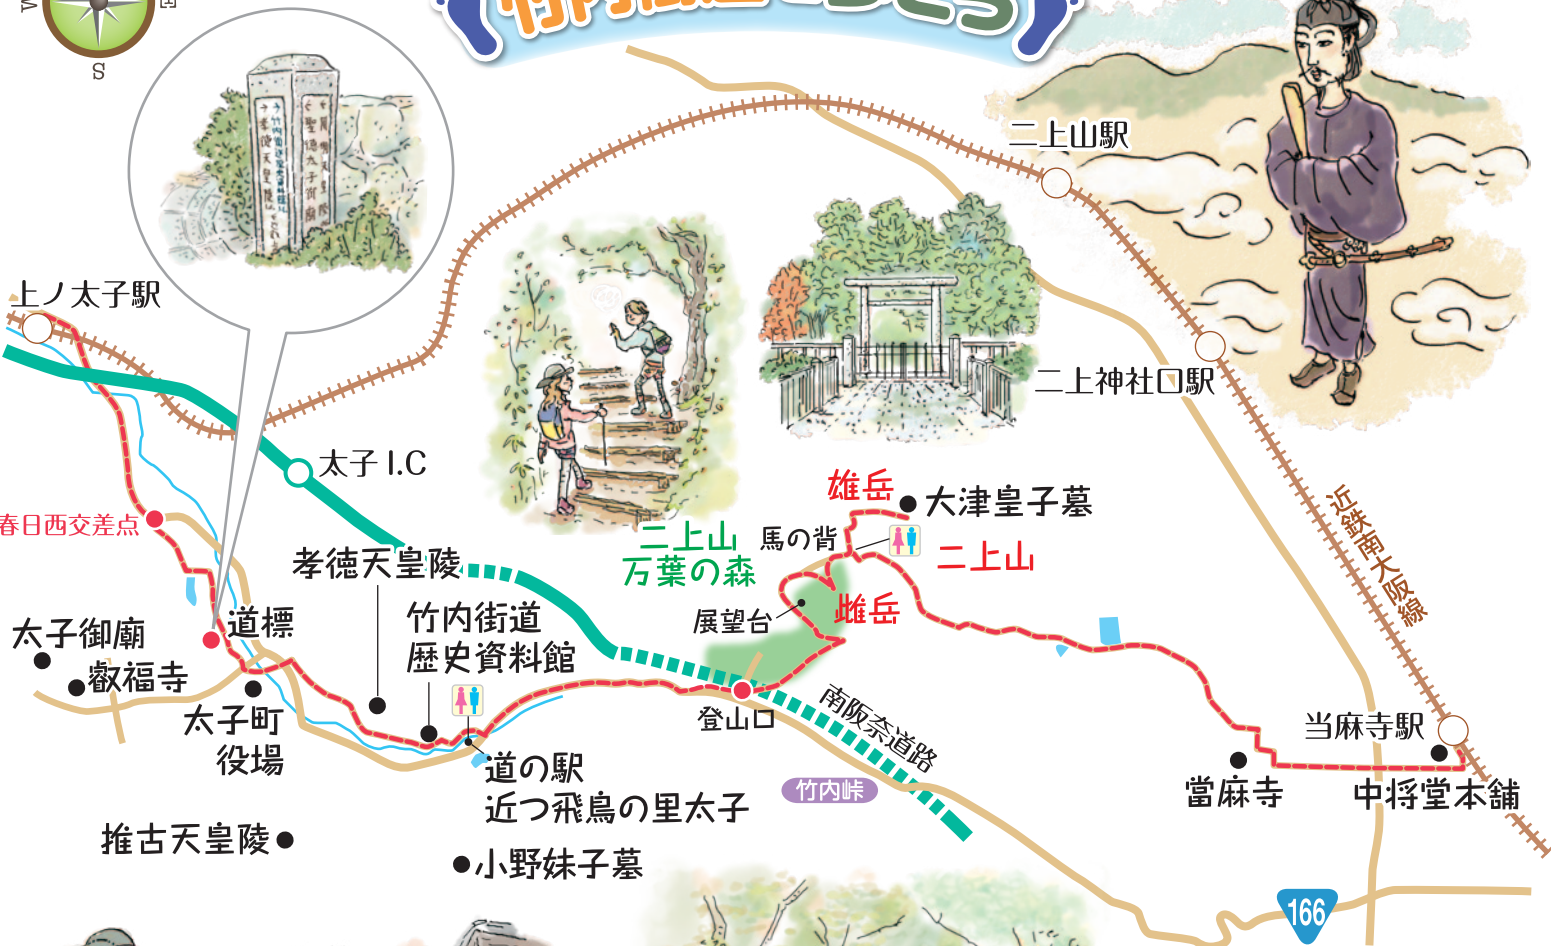 W
E
S
竹内街道
二上山駅
上ノ太子駅
二上神社口駅
太子 I.C
近鉄南大阪線
雄岳
大津皇子墓
春日西交差点
馬の背
二上山
万葉の森
二上山
孝徳天皇陵
展望台
雌岳
竹内街道
歴史資料館
道標
太子御廟
叡福寺
太子町
役場
登山口
南阪奈道路
当麻寺駅
道の駅
近つ飛鳥の里太子
竹内峠
當麻寺
中将堂本舗
推古天皇陵
小野妹子墓
166